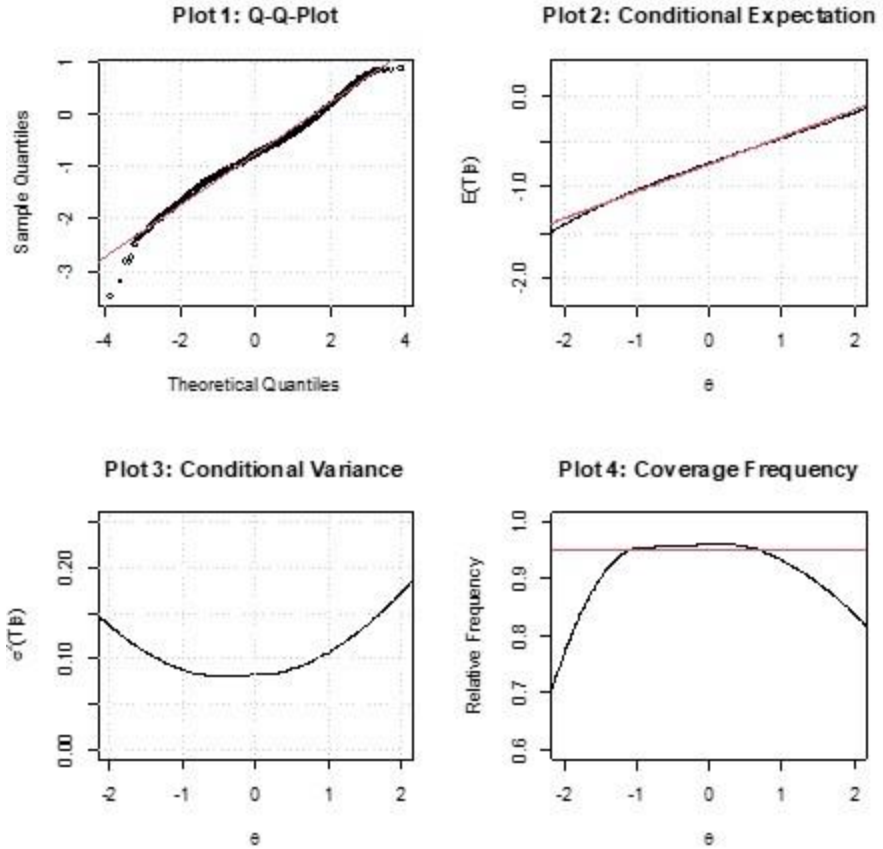 Plot 1: Q-Q-Plot
Sample Quantiles
1
0
-1
-2
-3
-4 -2 0 2 4
Theoretical Quantiles
Plot 2: Conditional Expectation
E(T|θ)
0.0
-1.0
-2.0
-2 -1 0 1 2
θ
Plot 3: Conditional Variance
σ²(T|θ)
0.20
0.10
0.00
-2 -1 0 1 2
θ
Plot 4: Coverage Frequency
Relative Frequency
1.0
0.9
0.8
0.7
0.6
-2 -1 0 1 2
θ